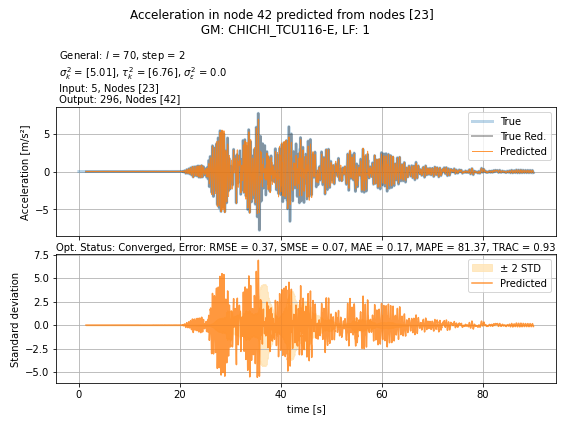 Acceleration in node 42 predicted from nodes [23]
GM: CHICHI_TCU116-E, LF: 1
General: l = 70, step = 2
σ²ₖ = [5.01], τ²ₖ = [6.76], σ²ε = 0.0
Input: 5, Nodes [23]
Output: 296, Nodes [42]
Acceleration [m/s²]
5
0
−5
True
True Red.
Predicted
Opt. Status: Converged, Error: RMSE = 0.37, SMSE = 0.07, MAE = 0.17, MAPE = 81.37, TRAC = 0.93
Standard deviation
7.5
5.0
2.5
0.0
−2.5
−5.0
± 2 STD
Predicted
0 20 40 60 80
time [s]